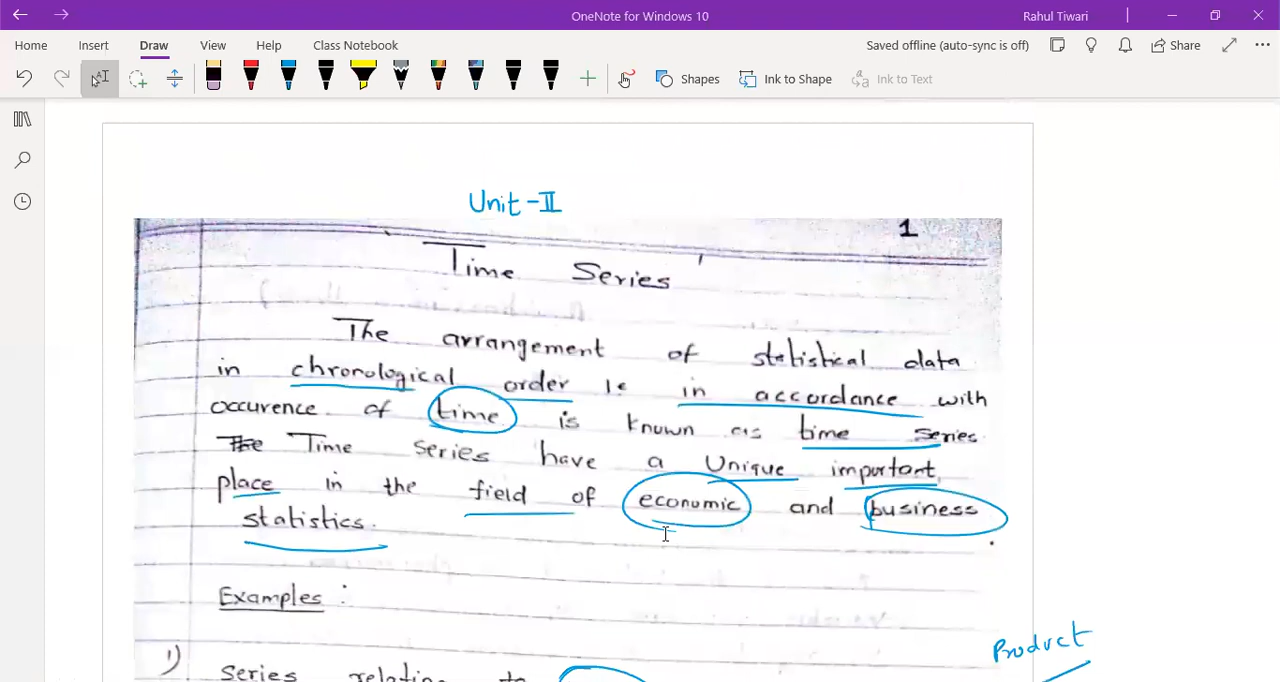 OneNote for Windows 10
Rahul Tiwari
Home Insert Draw View Help Class Notebook
Saved offline (auto-sync is off) Share
Shapes Ink to Shape Ink to Text
Unit-II
1
Time Series
The arrangement of statistical data
in chronological order i.e in accordance with
occurence of time is known as time series
The Time Series have a Unique important
place in the field of economic and business
statistics.
Examples :
Product
1) Series relating to